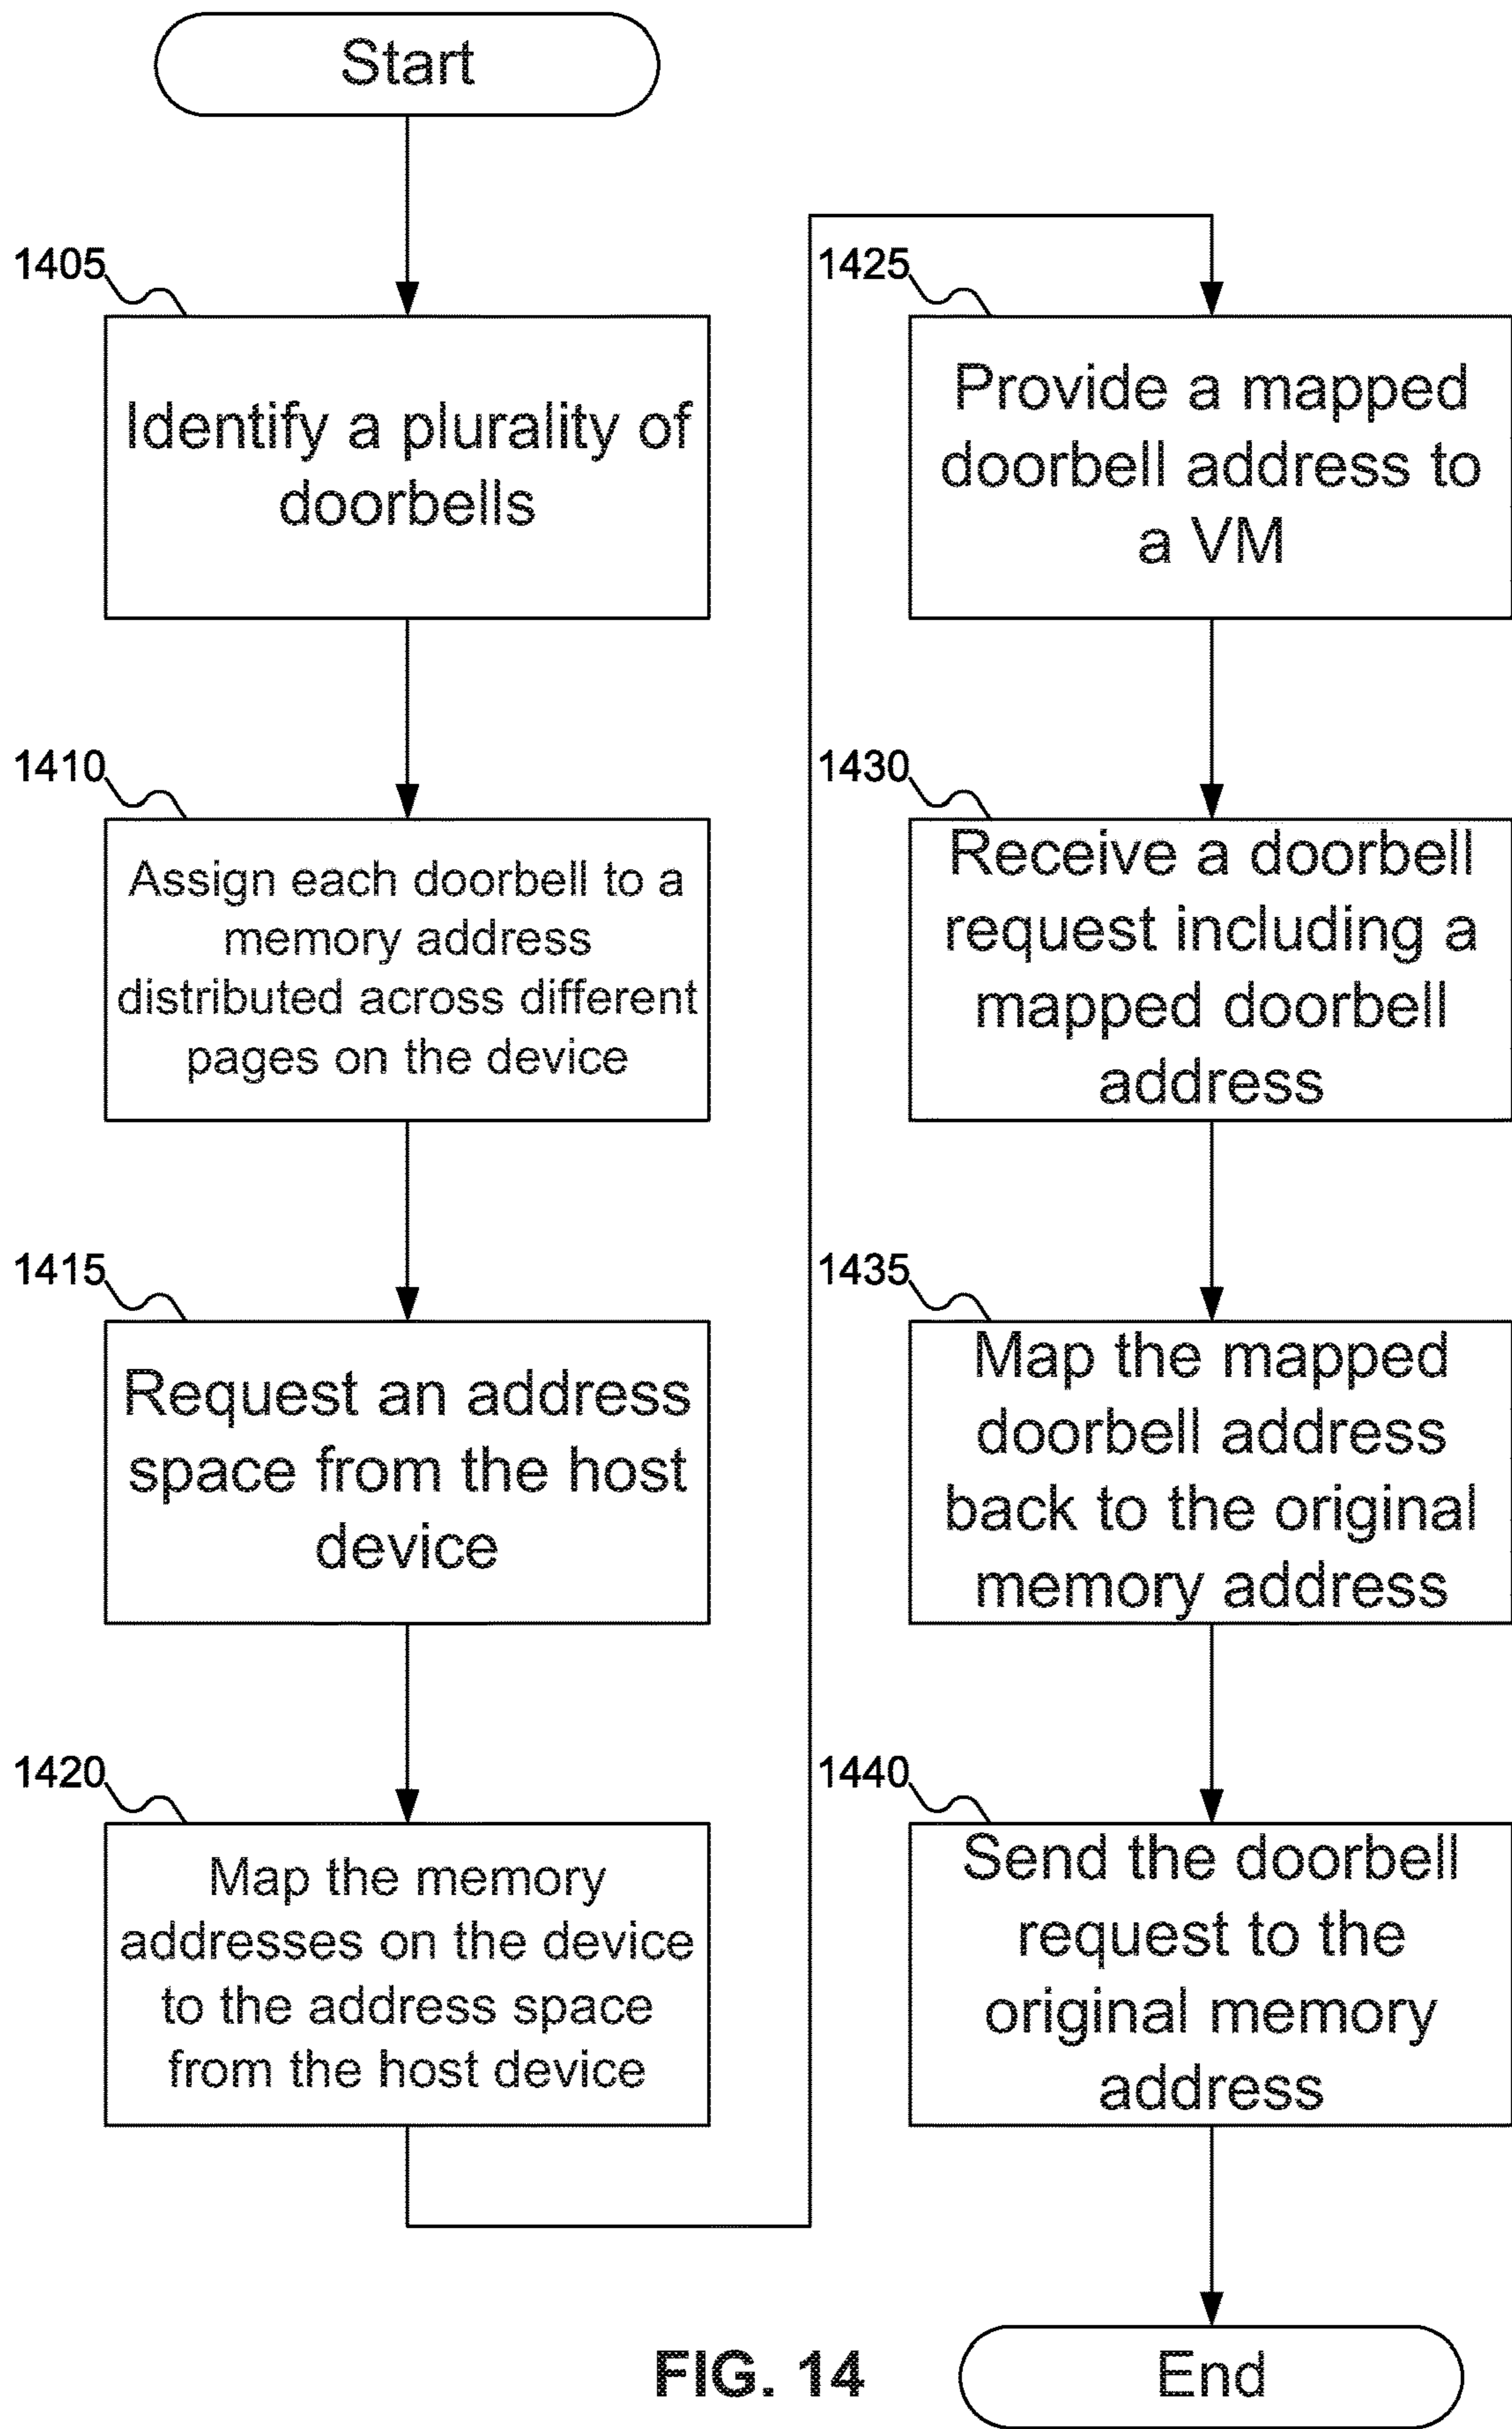 Start
1405
Identify a plurality of
doorbells
1410
Assign each doorbell to a
memory address
distributed across different
pages on the device
1415
Request an address
space from the host
device
1420
Map the memory
addresses on the device
to the address space
from the host device
1425
Provide a mapped
doorbell address to
a VM
1430
Receive a doorbell
request including a
mapped doorbell
address
1435
Map the mapped
doorbell address
back to the original
memory address
1440
Send the doorbell
request to the
original memory
address
End
FIG. 14